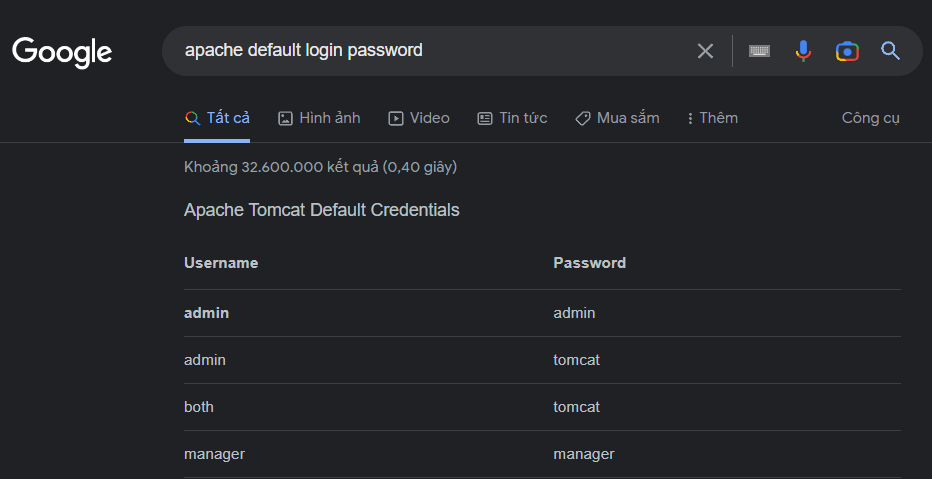 Google
apache default login password
Tất cả Hình ảnh Video Tin tức Mua sắm Thêm Công cụ
Khoảng 32.600.000 kết quả (0,40 giây)
Apache Tomcat Default Credentials
Username Password
admin admin
admin tomcat
both tomcat
manager manager